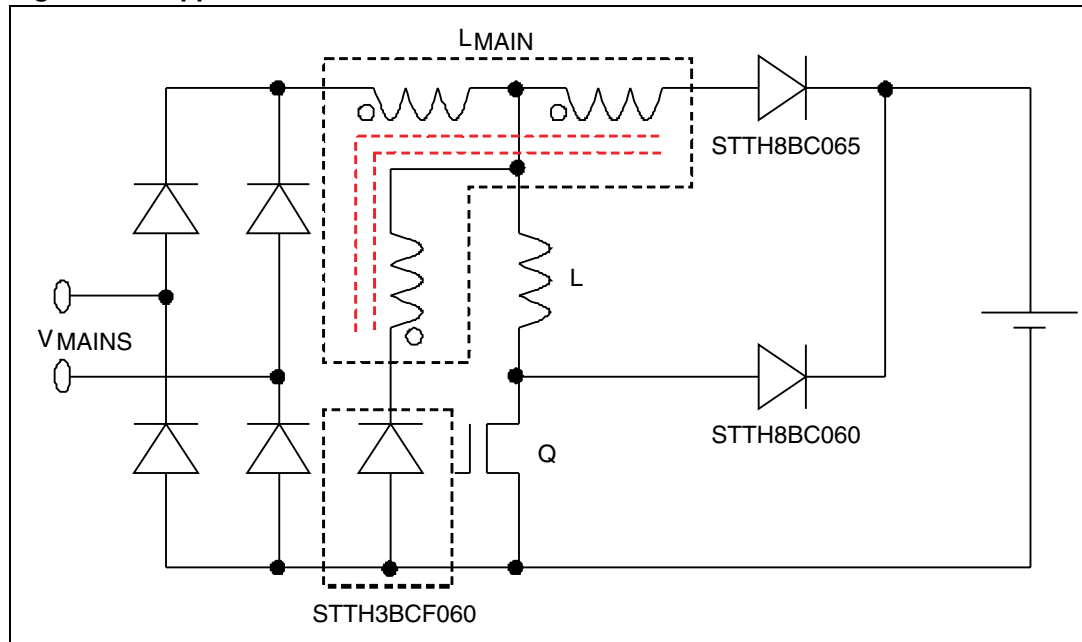 LMAIN
STTH8BC065
L
VMAINS
STTH8BC060
Q
STTH3BCF060